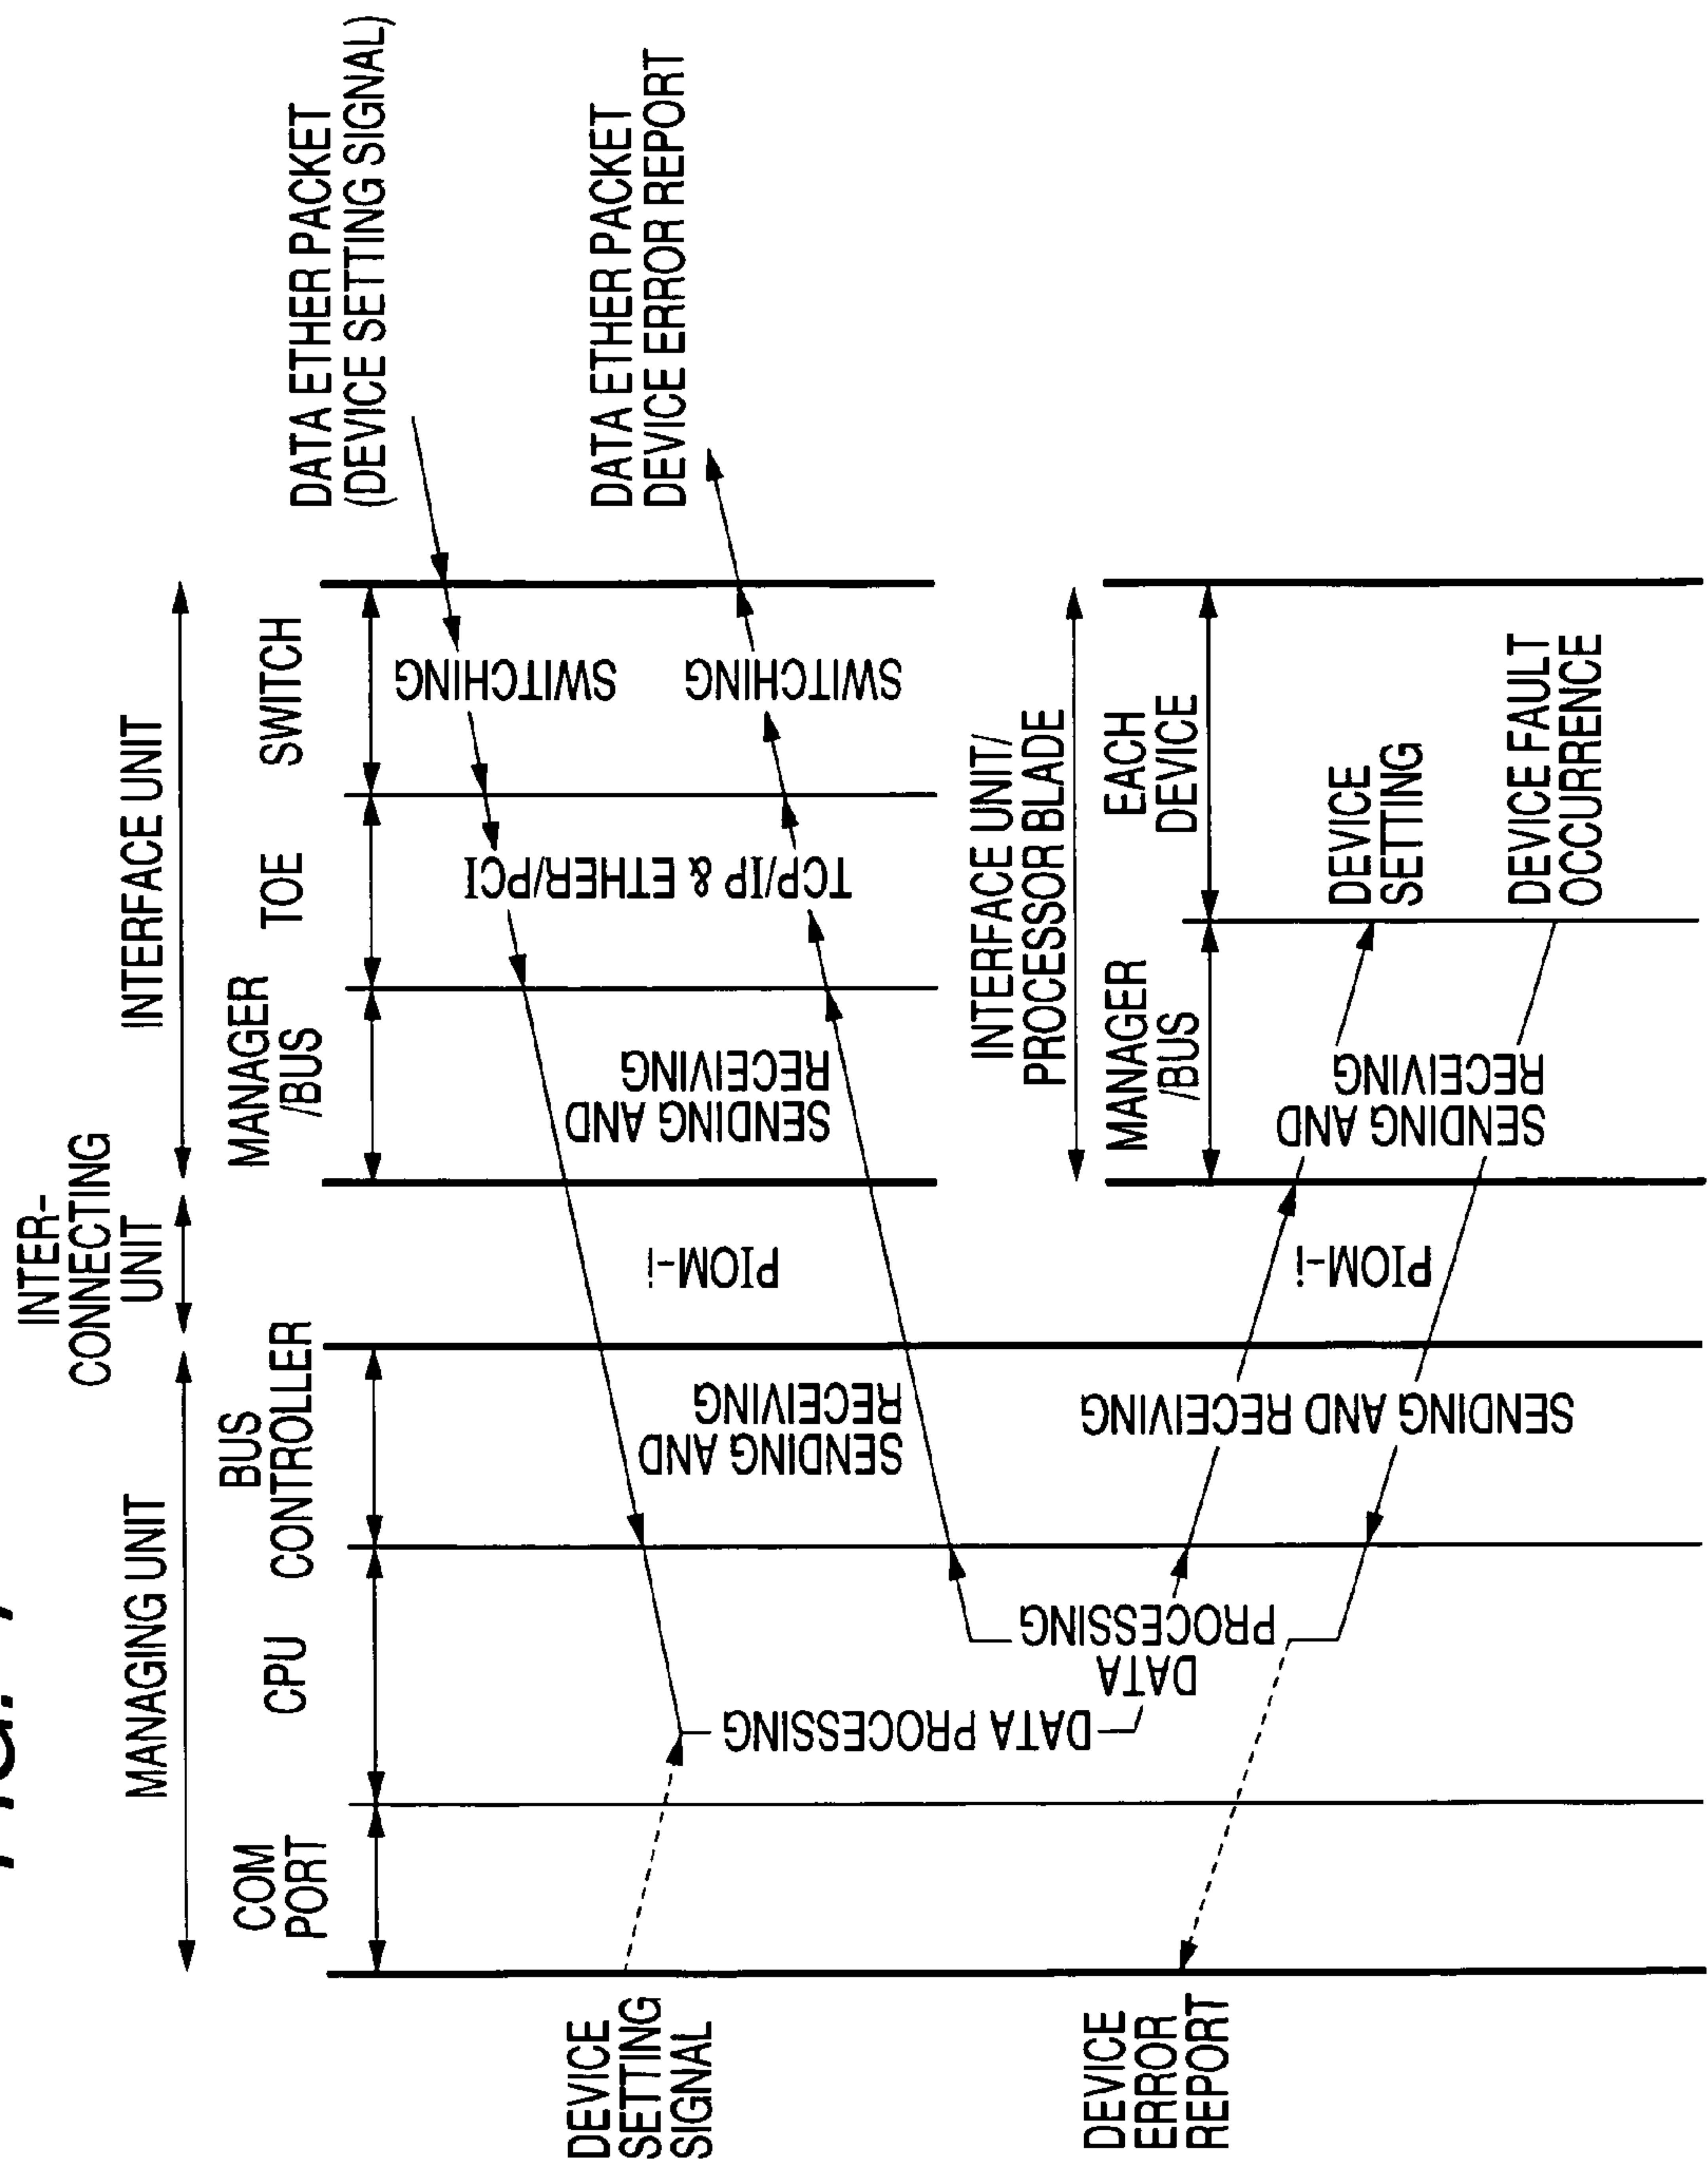 INTER-
CONNECTING
UNIT
MANAGING UNIT
INTERFACE UNIT
COM
PORT
CPU
BUS
CONTROLLER
MANAGER
/BUS
TOE
SWITCH
DATA ETHER PACKET
(DEVICE SETTING SIGNAL)
SWITCHING
TCP/IP & ETHER/PCI
SENDING AND
RECEIVING
PIOM-i
SENDING AND
RECEIVING
DEVICE
SETTING
SIGNAL
DATA ETHER PACKET
DEVICE ERROR REPORT
SWITCHING
DATA PROCESSING
DATA
PROCESSING
INTERFACE UNIT/
PROCESSOR BLADE
MANAGER
/BUS
EACH
DEVICE
SENDING AND RECEIVING
PIOM-i
SENDING AND
RECEIVING
DEVICE
SETTING
DEVICE FAULT
OCCURRENCE
DEVICE
ERROR
REPORT